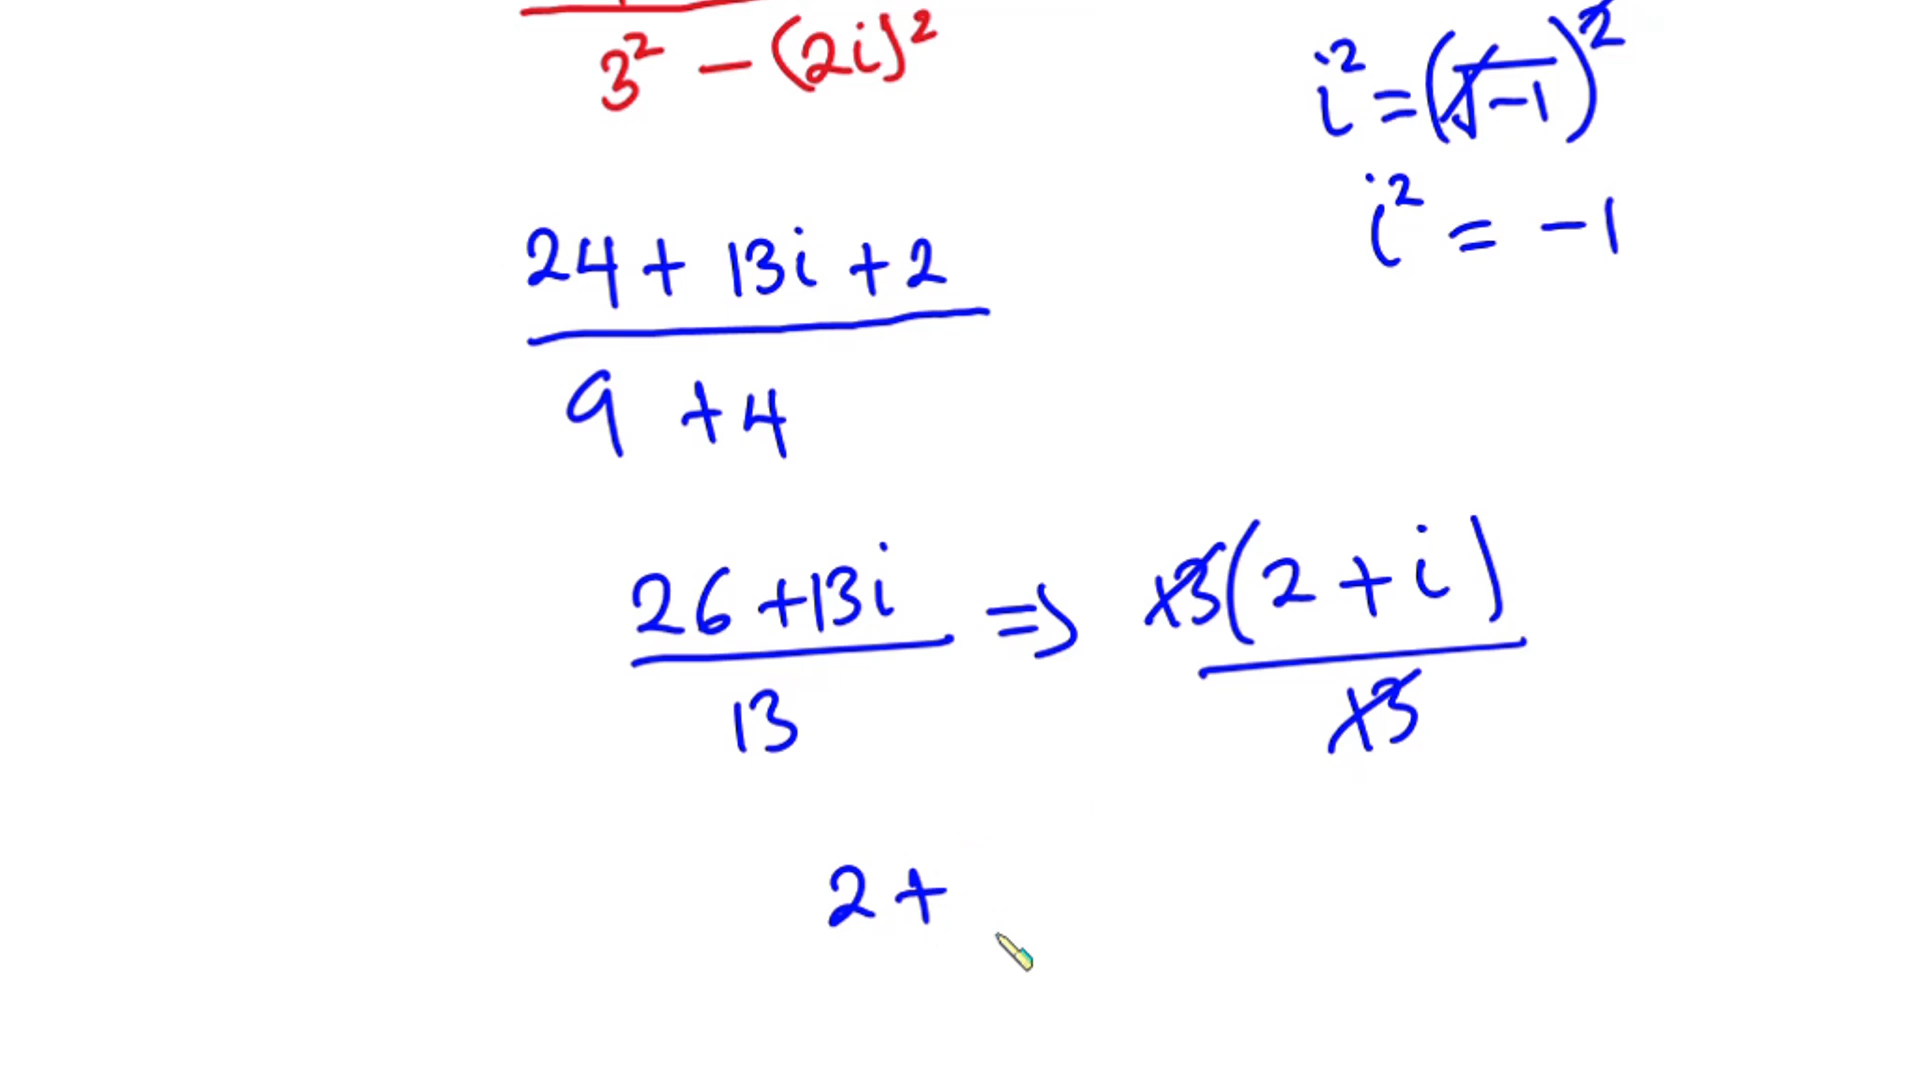 3² − (2i)²
i² = (√−1)²
i² = −1
24 + 13i + 2
9 + 4
26 + 13i ⇒ 13(2 + i)
13 13
2 +